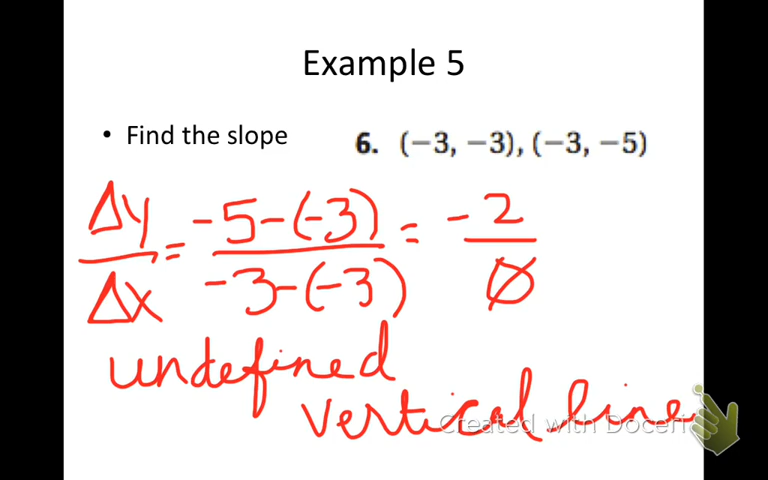 Example 5
• Find the slope
6. (−3, −3), (−3, −5)
Δy/Δx = -5-(-3)/-3-(-3) = -2/0
undefined
vertical line
Created with Doceri